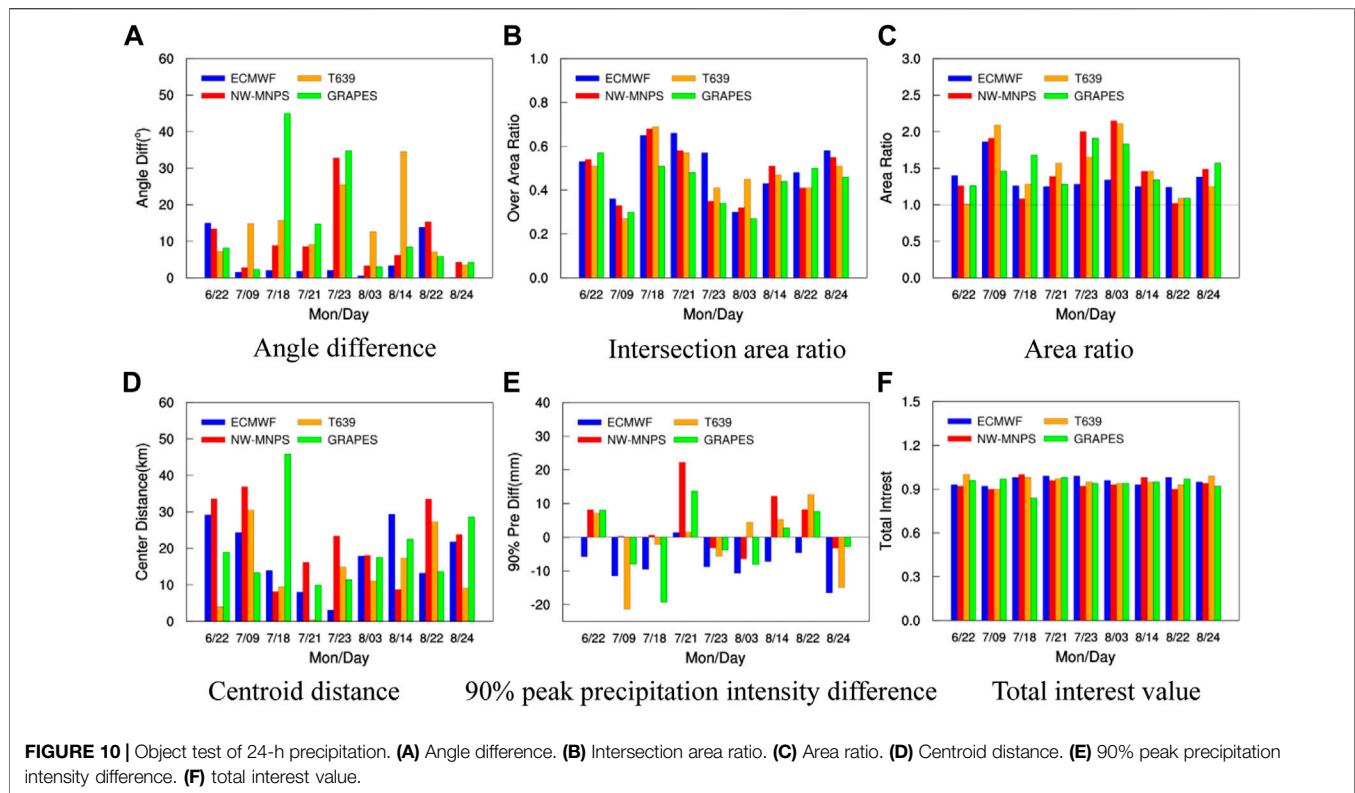 A
60
50
40
30
20
10
0
Angle Diff(°)
ECMWF T639
NW-MNPS GRAPES
6/22 7/09 7/18 7/21 7/23 8/03 8/14 8/22 8/24
Mon/Day
Angle difference
B
1.0
0.8
0.6
0.4
0.2
0.0
Over Area Ratio
ECMWF T639
NW-MNPS GRAPES
6/22 7/09 7/18 7/21 7/23 8/03 8/14 8/22 8/24
Mon/Day
Intersection area ratio
C
3.0
2.5
2.0
1.5
1.0
0.5
0.0
Area Ratio
ECMWF T639
NW-MNPS GRAPES
6/22 7/09 7/18 7/21 7/23 8/03 8/14 8/22 8/24
Mon/Day
Area ratio
D
60
50
40
30
20
10
0
Center Distance(km)
ECMWF T639
NW-MNPS GRAPES
6/22 7/09 7/18 7/21 7/23 8/03 8/14 8/22 8/24
Mon/Day
Centroid distance
E
40
30
20
10
0
-10
-20
90% Pre Diff(mm)
ECMWF T639
NW-MNPS GRAPES
6/22 7/09 7/18 7/21 7/23 8/03 8/14 8/22 8/24
Mon/Day
90% peak precipitation intensity difference
F
1.5
1.2
0.9
0.6
0.3
0.0
Total Interest
ECMWF T639
NW-MNPS GRAPES
6/22 7/09 7/18 7/21 7/23 8/03 8/14 8/22 8/24
Mon/Day
Total interest value
FIGURE 10 | Object test of 24-h precipitation. (A) Angle difference. (B) Intersection area ratio. (C) Area ratio. (D) Centroid distance. (E) 90% peak precipitation
intensity difference. (F) total interest value.